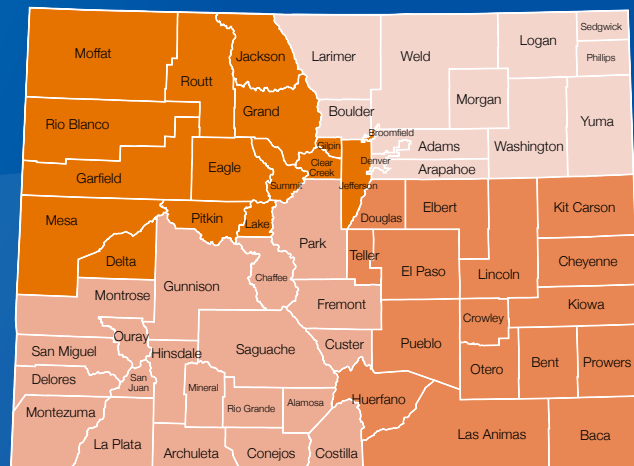 Sedgwick
Logan
Moffat
Jackson
Larimer
Weld
Phillips
Routt
Morgan
Grand
Boulder
Yuma
Rio Blanco
Broomfield
Gilpin
Adams
Washington
Eagle
Clear
Creek
Denver
Arapahoe
Garfield
Summit
Jefferson
Mesa
Pitkin
Lake
Douglas
Elbert
Kit Carson
Park
Delta
Teller
El Paso
Lincoln
Cheyenne
Gunnison
Chaffee
Montrose
Fremont
Crowley
Kiowa
Ouray
San Miguel
Hinsdale
Saguache
Custer
Pueblo
Otero
Bent
Prowers
Delores
San
Juan
Mineral
Rio Grande
Alamosa
Huerfano
Montezuma
La Plata
Archuleta
Conejos
Costilla
Las Animas
Baca